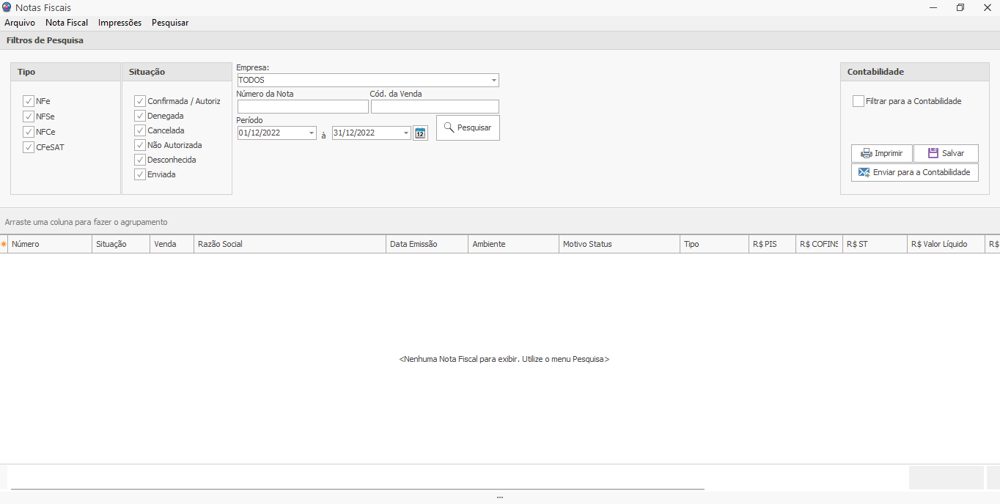 Notas Fiscais
Arquivo Nota Fiscal Impressões Pesquisar
Filtros de Pesquisa
Tipo
NFe
NFSe
NFCe
CFeSAT
Situação
Confirmada / Autoriz
Denegada
Cancelada
Não Autorizada
Desconhecida
Enviada
Empresa:
TODOS
Número da Nota Cód. da Venda
Período
01/12/2022 à 31/12/2022 12 Pesquisar
Contabilidade
Filtrar para a Contabilidade
Imprimir Salvar
Enviar para a Contabilidade
Arraste uma coluna para fazer o agrupamento
Número Situação Venda Razão Social Data Emissão Ambiente Motivo Status Tipo R$ PIS R$ COFINS R$ ST R$ Valor Líquido R$
<Nenhuma Nota Fiscal para exibir. Utilize o menu Pesquisa>
...